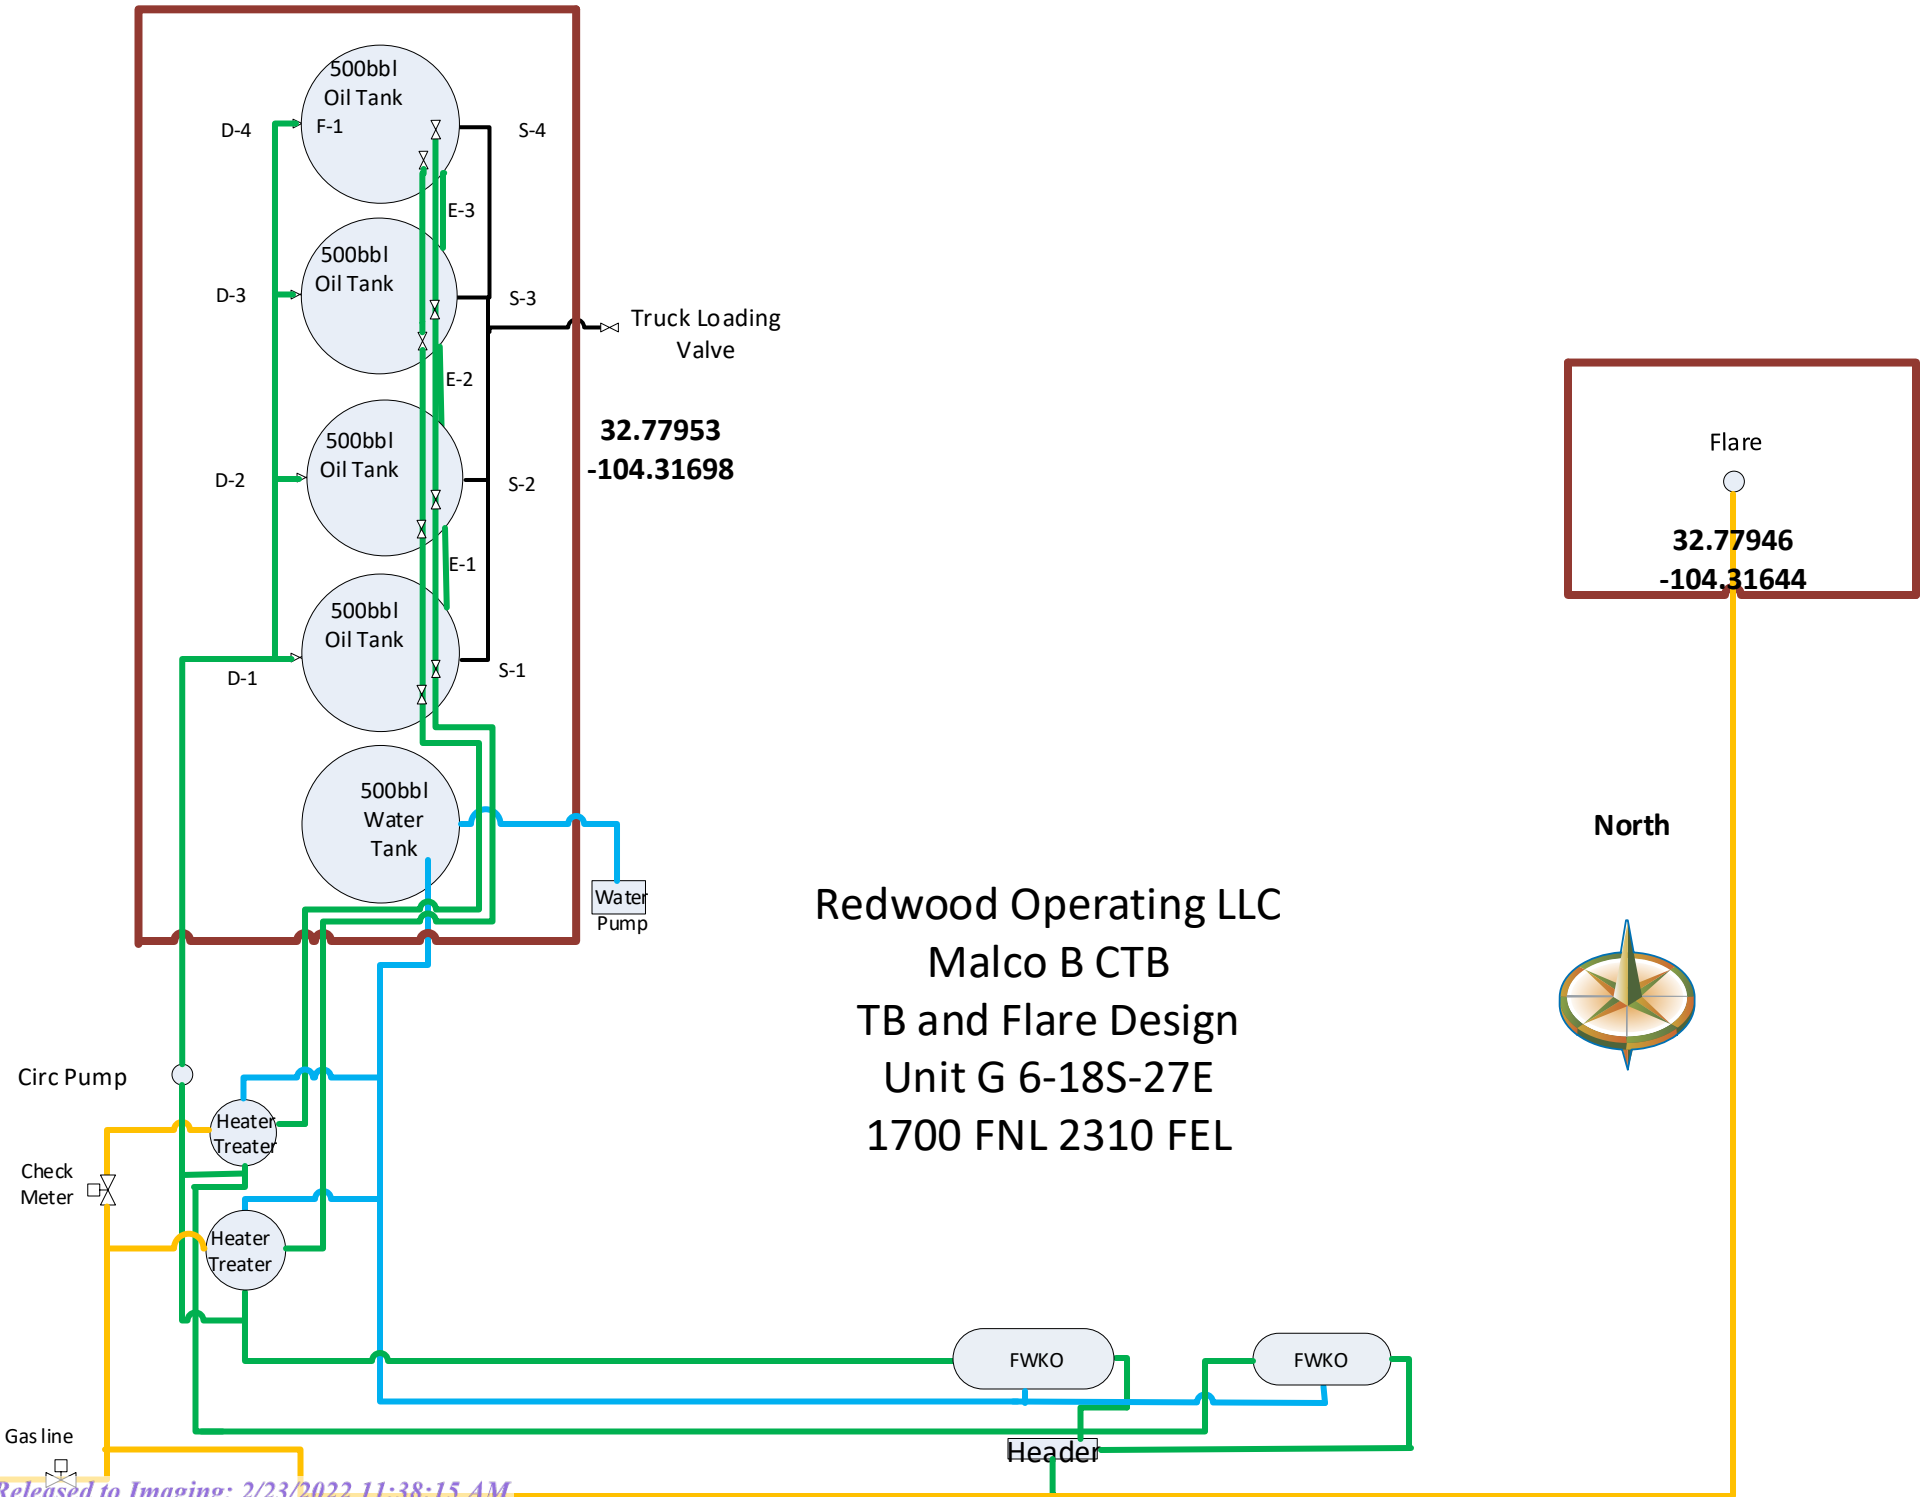 500bbl
Oil Tank
F-1
D-4
S-4
E-3
500bbl
Oil Tank
D-3
S-3
Truck Loading
Valve
E-2
32.77953
-104.31698
500bbl
Oil Tank
D-2
S-2
E-1
500bbl
Oil Tank
D-1
S-1
500bbl
Water
Tank
Water
Pump
Flare
32.77946
-104.31644
North
Redwood Operating LLC
Malco B CTB
TB and Flare Design
Unit G 6-18S-27E
1700 FNL 2310 FEL
Circ Pump
Heater
Treater
Check
Meter
Heater
Treater
FWKO
FWKO
Header
Gas line
Released to Imaging: 2/23/2022 11:38:15 AM